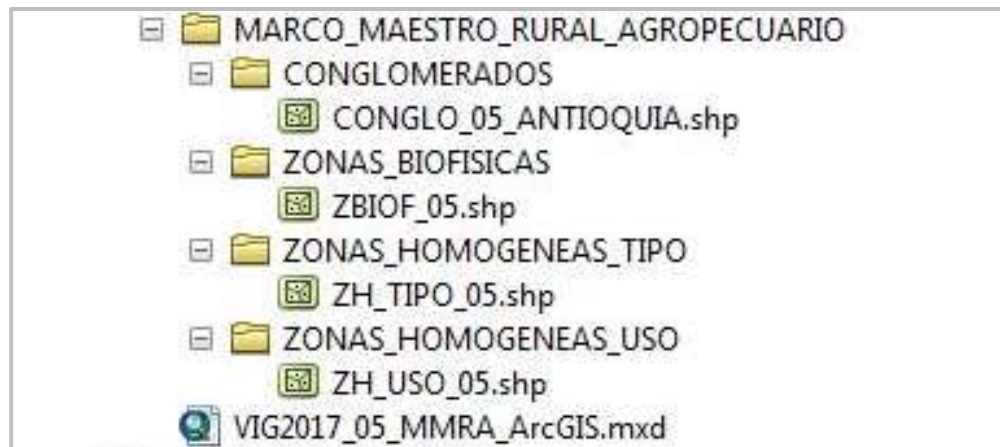 MARCO_MAESTRO_RURAL_AGROPECUARIO
CONGLOMERADOS
CONGLO_05_ANTIOQUIA.shp
ZONAS_BIOFISICAS
ZBIOF_05.shp
ZONAS_HOMOGENEAS_TIPO
ZH_TIPO_05.shp
ZONAS_HOMOGENEAS_USO
ZH_USO_05.shp
VIG2017_05_MMRA_ArcGIS.mxd